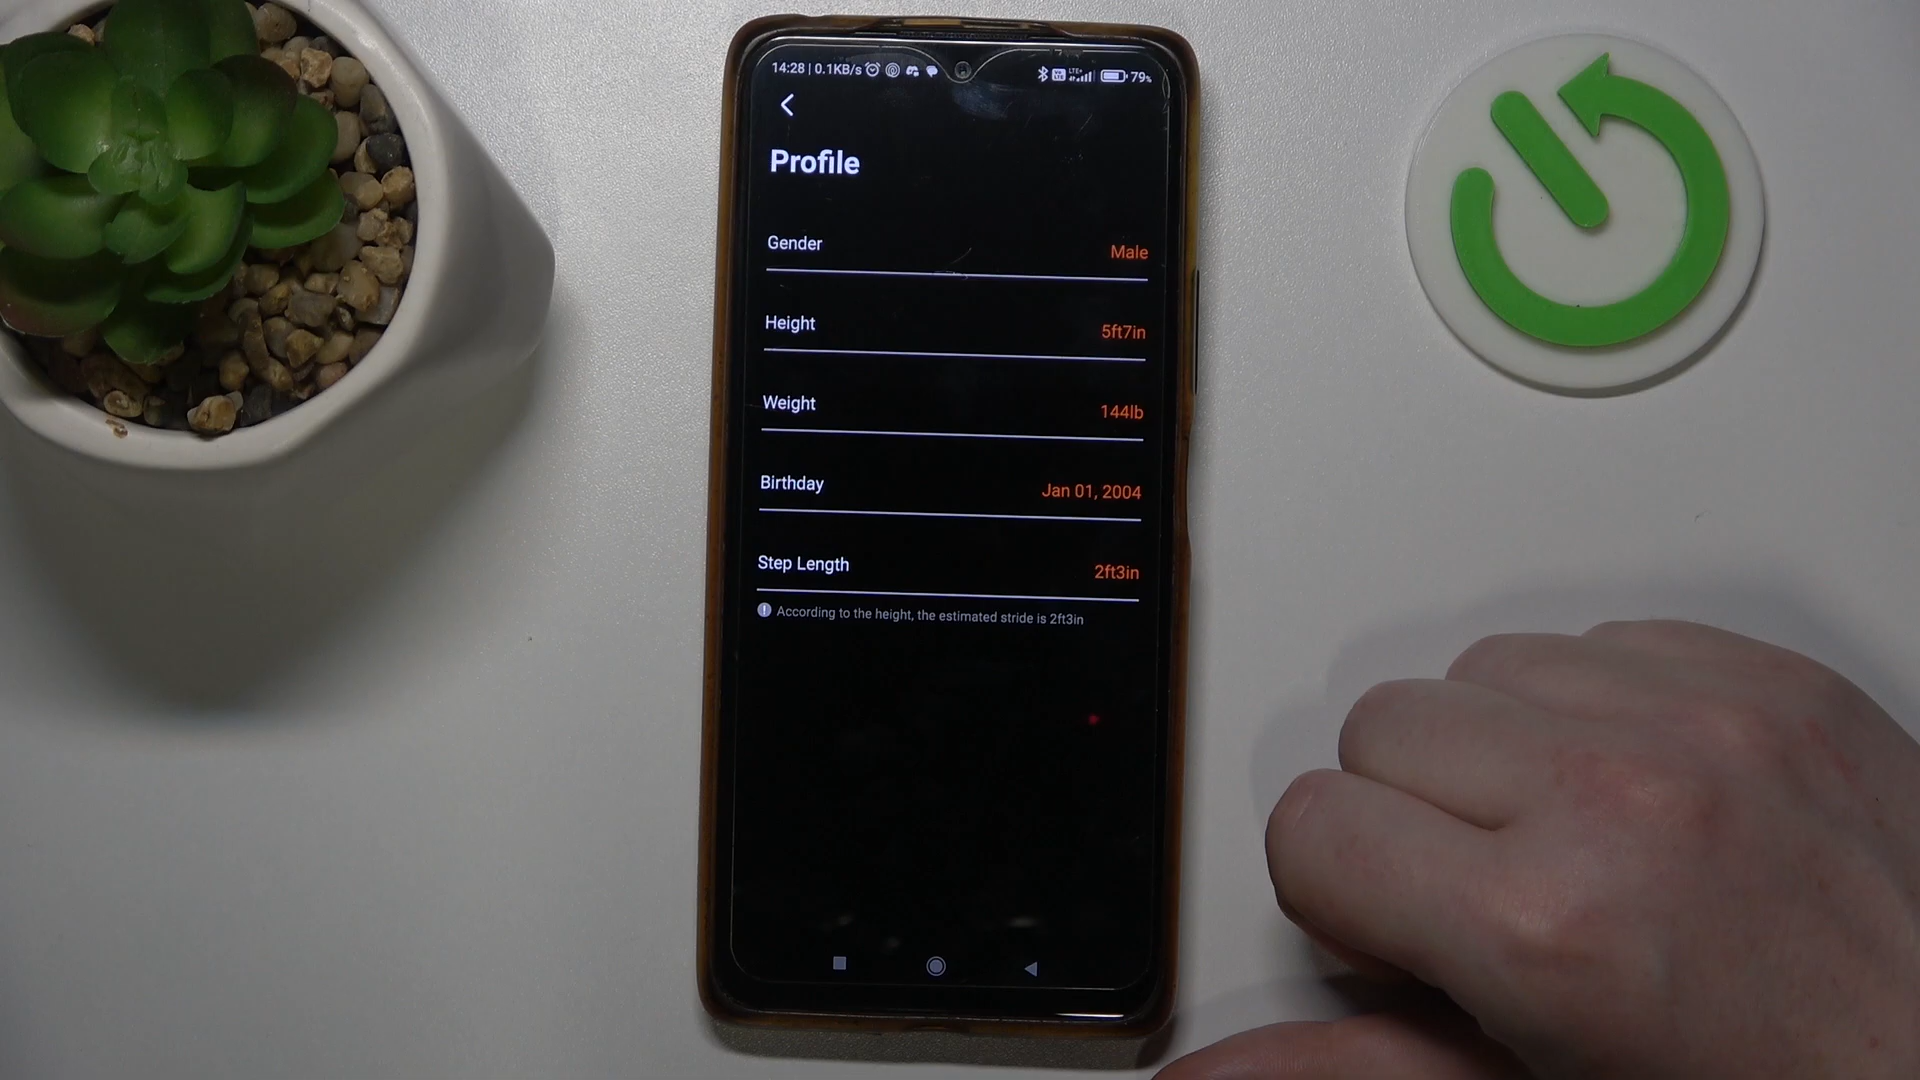 14:28 | 0.1KB/s 79%
Profile
Gender Male
Height 5ft7in
Weight 144lb
Birthday Jan 01, 2004
Step Length 2ft3in
According to the height, the estimated stride is 2ft3in